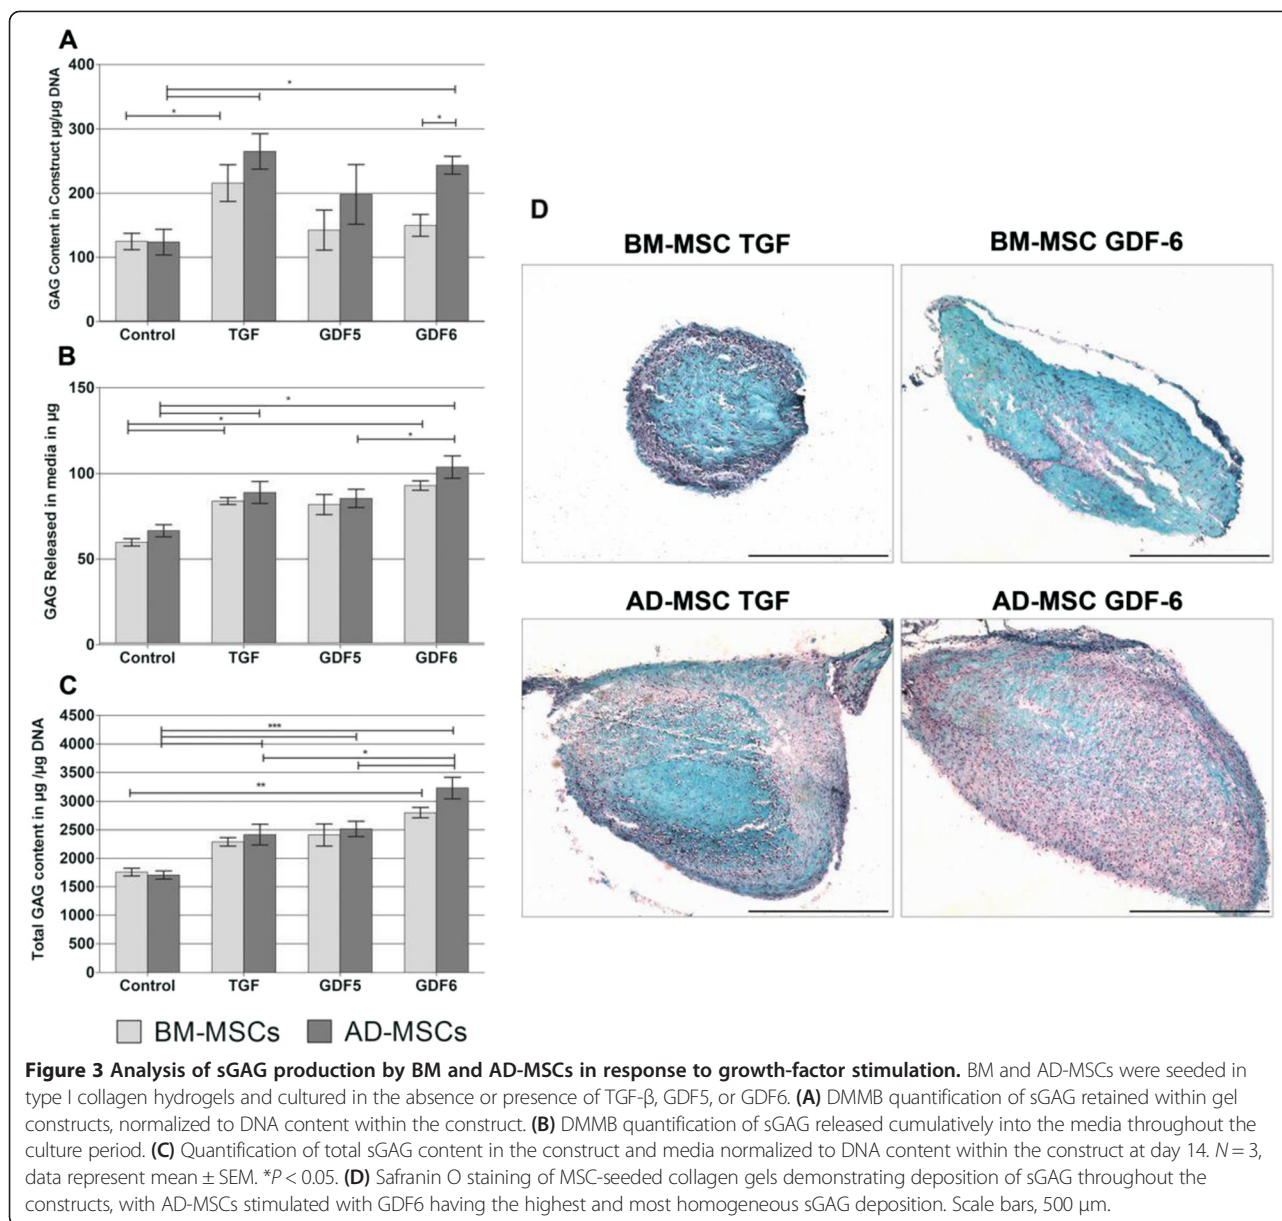 A
GAG Content in Construct µg/µg DNA
400
300
200
100
0
*
*
*
Control TGF GDF5 GDF6
B
GAG Released in media in µg
150
100
50
0
*
*
*
Control TGF GDF5 GDF6
C
Total GAG content in µg /µg DNA
4500
4000
3500
3000
2500
2000
1500
1000
500
0
***
*
**
Control TGF GDF5 GDF6
BM-MSCs AD-MSCs
D
BM-MSC TGF BM-MSC GDF-6
AD-MSC TGF AD-MSC GDF-6
Figure 3 Analysis of sGAG production by BM and AD-MSCs in response to growth-factor stimulation. BM and AD-MSCs were seeded in
type I collagen hydrogels and cultured in the absence or presence of TGF-β, GDF5, or GDF6. (A) DMMB quantification of sGAG retained within gel
constructs, normalized to DNA content within the construct. (B) DMMB quantification of sGAG released cumulatively into the media throughout the
culture period. (C) Quantification of total sGAG content in the construct and media normalized to DNA content within the construct at day 14. N = 3,
data represent mean ± SEM. *P < 0.05. (D) Safranin O staining of MSC-seeded collagen gels demonstrating deposition of sGAG throughout the
constructs, with AD-MSCs stimulated with GDF6 having the highest and most homogeneous sGAG deposition. Scale bars, 500 μm.